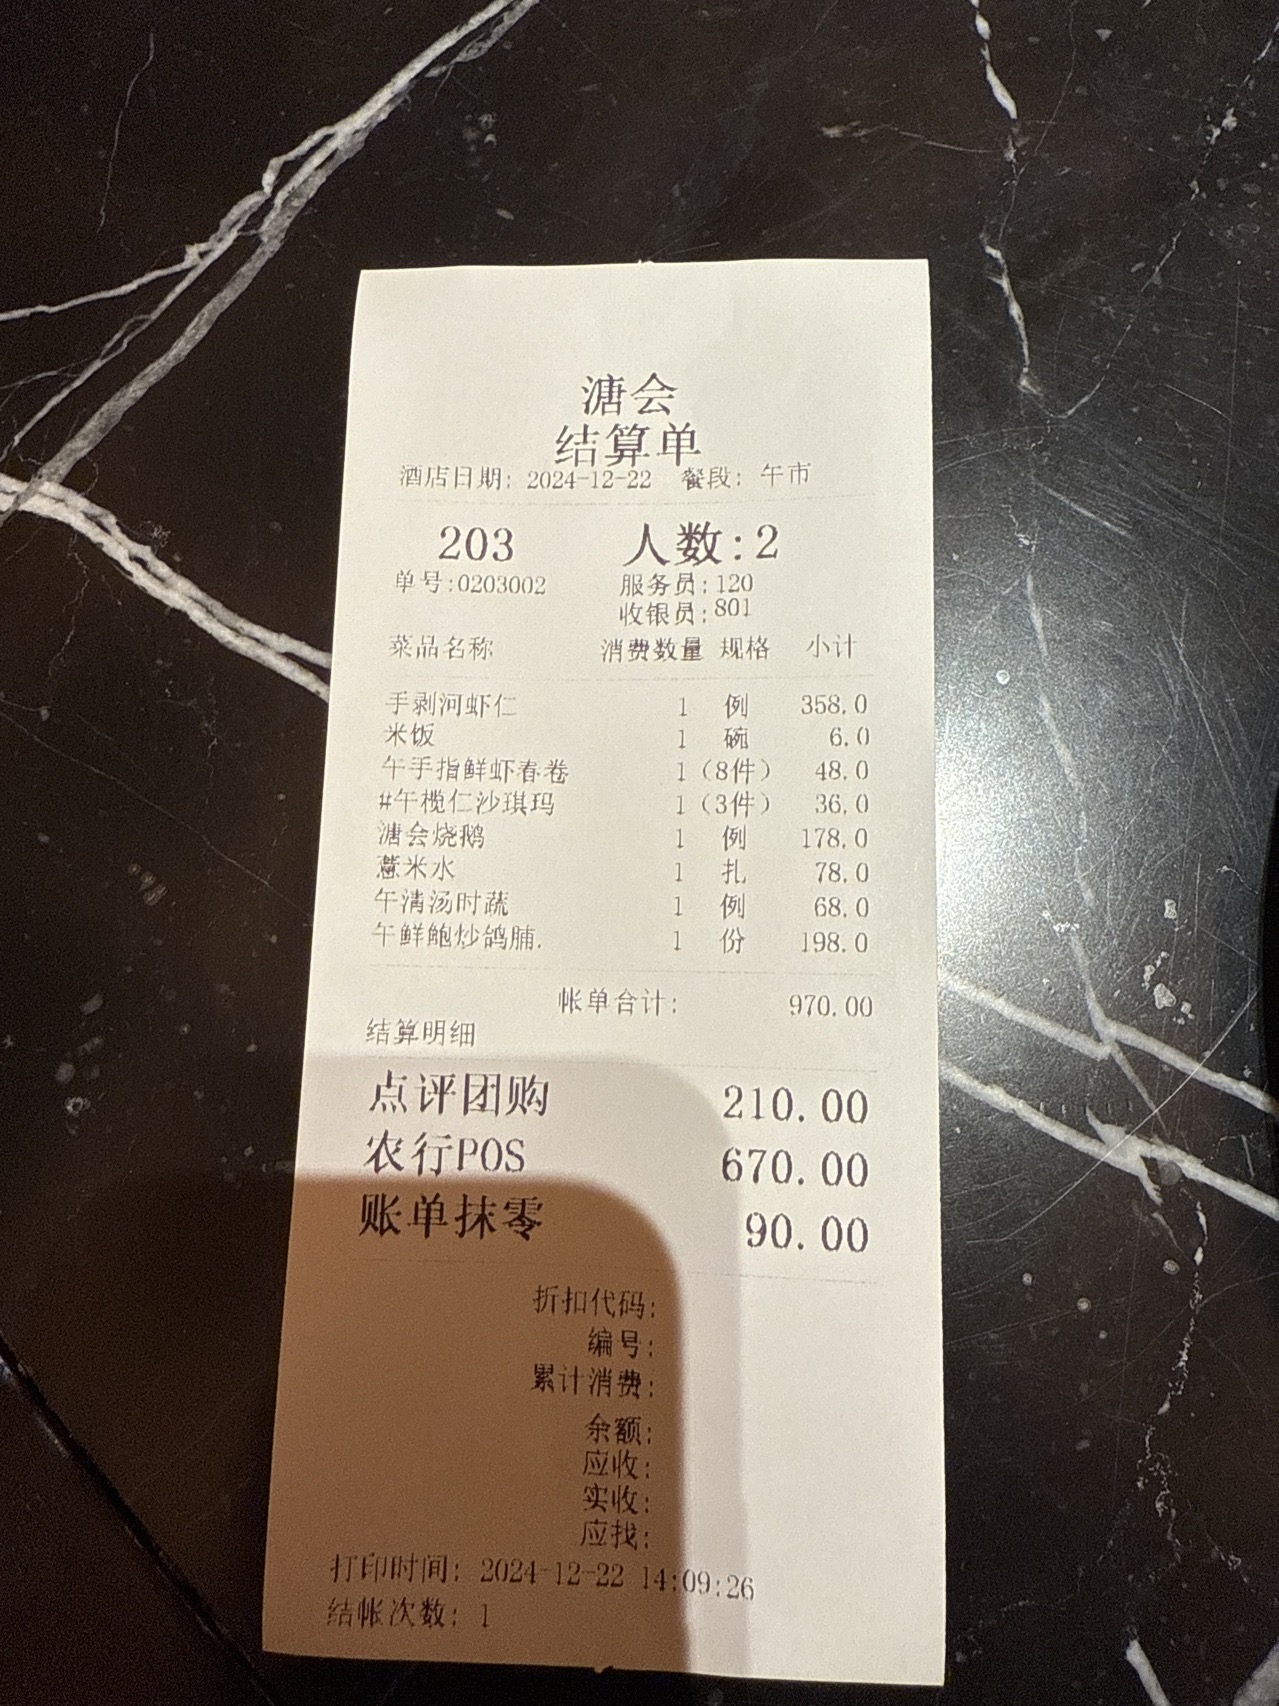 溏会
结算单
酒店日期: 2024-12-22 餐段: 午市
203 人数:2
单号:0203002 服务员:120
收银员:801
菜品名称 消费数量 规格 小计
手剥河虾仁 1 例 358.0
米饭 1 碗 6.0
午手指鲜虾春卷 1 (8件) 48.0
#午榄仁沙琪玛 1 (3件) 36.0
溏会烧鹅 1 例 178.0
薏米水 1 扎 78.0
午清汤时蔬 1 例 68.0
午鲜鲍炒鸽脯. 1 份 198.0
帐单合计: 970.00
结算明细
点评团购 210.00
农行POS 670.00
账单抹零 90.00
折扣代码:
编号:
累计消费:
余额:
应收:
实收:
应找:
打印时间: 2024-12-22 14:09:26
结帐次数: 1